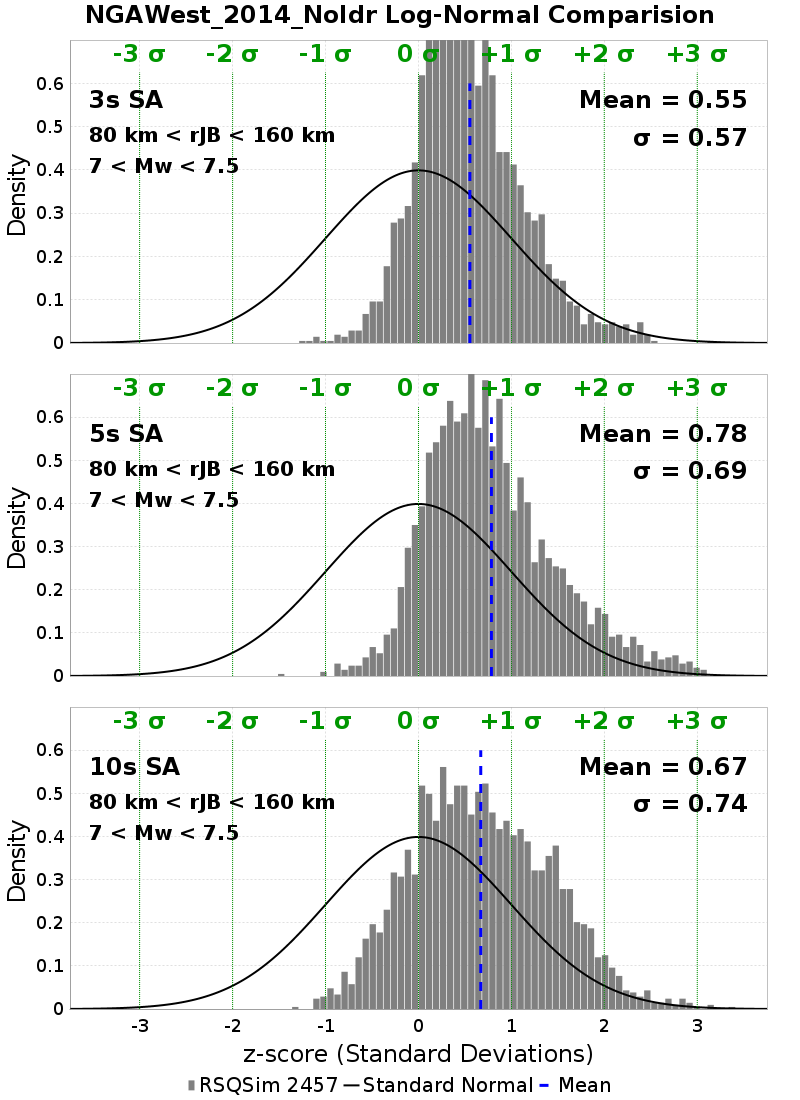 NGAWest_2014_NoIdr Log-Normal Comparision
-3 σ -2 σ -1 σ 0 σ +1 σ +2 σ +3 σ
3s SA
Mean = 0.55
80 km < rJB < 160 km
σ = 0.57
7 < Mw < 7.5
0.6
0.5
0.4
0.3
0.2
0.1
0
Density
-3 σ -2 σ -1 σ 0 σ +1 σ +2 σ +3 σ
5s SA
Mean = 0.78
80 km < rJB < 160 km
σ = 0.69
7 < Mw < 7.5
0.6
0.5
0.4
0.3
0.2
0.1
0
Density
-3 σ -2 σ -1 σ 0 σ +1 σ +2 σ +3 σ
10s SA
Mean = 0.67
80 km < rJB < 160 km
σ = 0.74
7 < Mw < 7.5
0.6
0.5
0.4
0.3
0.2
0.1
0
Density
-3 -2 -1 0 1 2 3
z-score (Standard Deviations)
RSQSim 2457 Standard Normal Mean